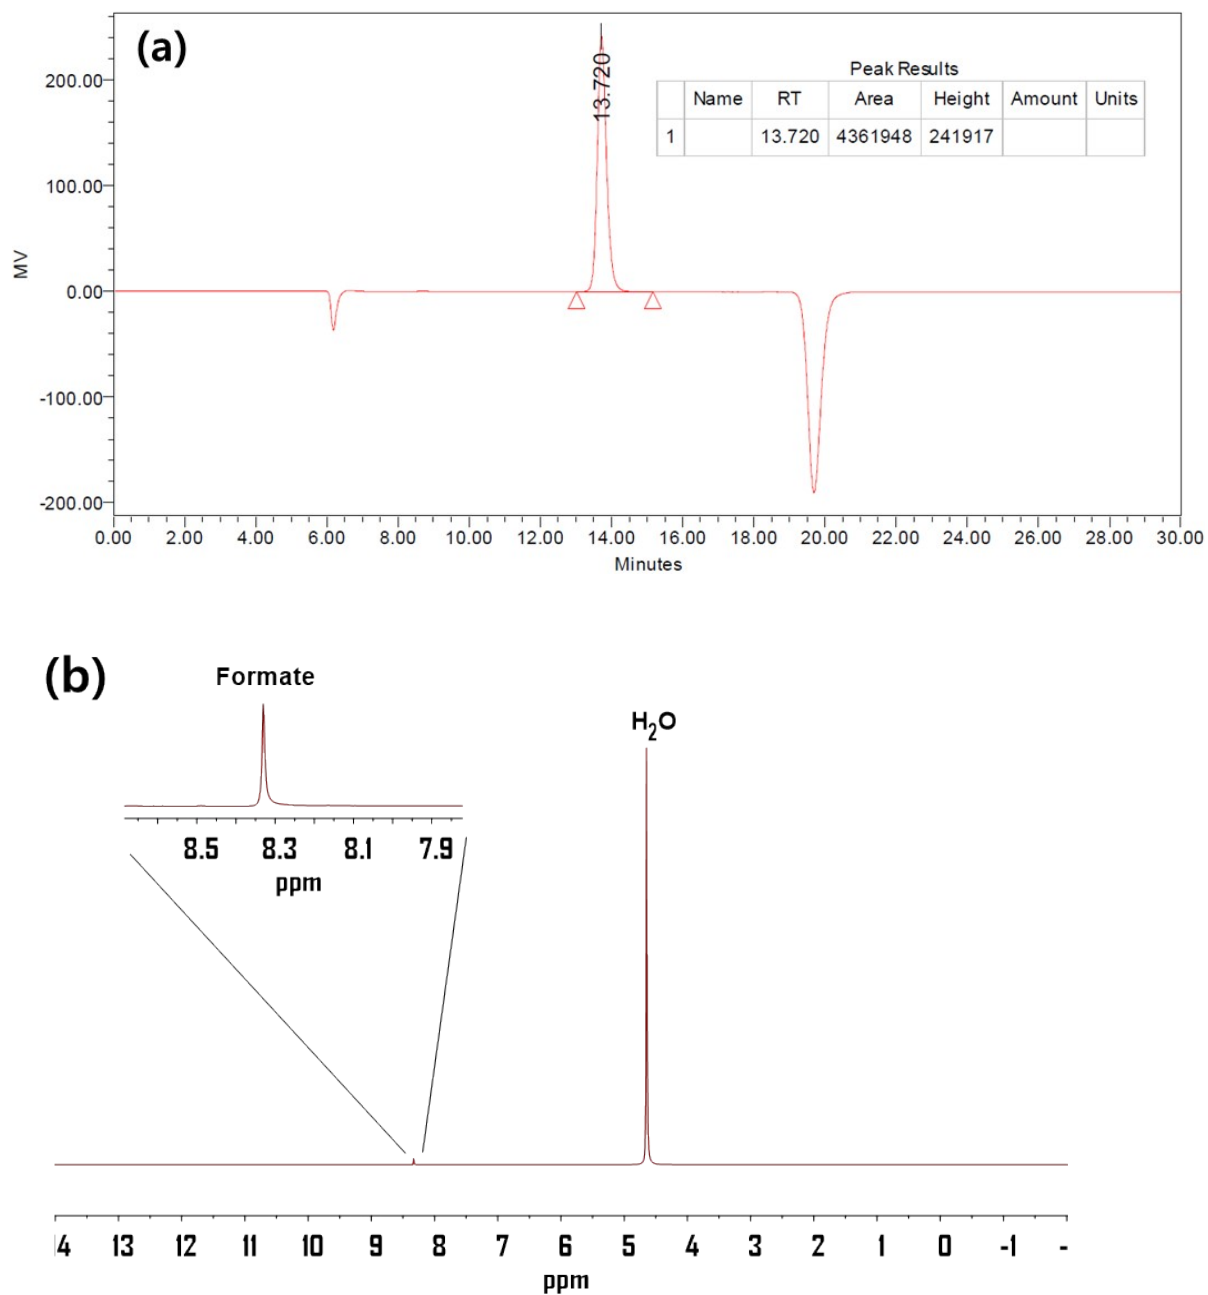 (a)
13.720
Peak Results
Name RT Area Height Amount Units
1 13.720 4361948 241917
200.00
100.00
0.00
-100.00
-200.00
MV
0.00 2.00 4.00 6.00 8.00 10.00 12.00 14.00 16.00 18.00 20.00 22.00 24.00 26.00 28.00 30.00
Minutes
(b)
Formate
H₂O
8.5 8.3 8.1 7.9
ppm
14 13 12 11 10 9 8 7 6 5 4 3 2 1 0 -1 -
ppm